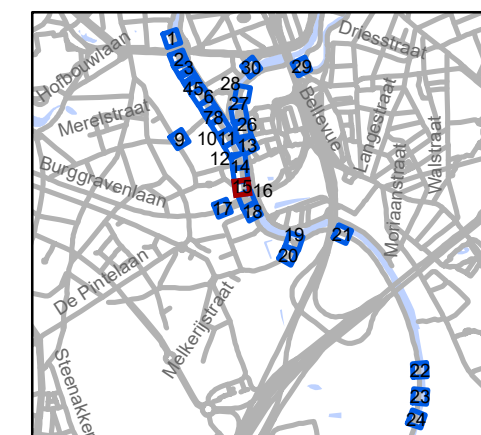 1
Driesstraat
Hofbouwlaan
2
3
30
29
28
4
5
6
27
Bellevue
Langestraat
Merelstraat
7
8
26
9
10
11
13
Walstraat
12
14
Burggravenlaan
15
16
Moriaanstraat
17
18
19
21
20
De Pintelaan
Melkerijstraat
22
Steenakker
23
24